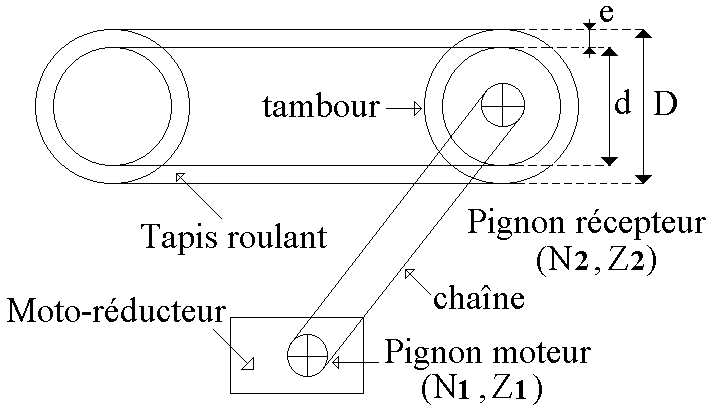 e
tambour
d
D
Tapis roulant
Pignon récepteur
(N2 , Z2)
chaîne
Moto-réducteur
Pignon moteur
(N1 , Z1)